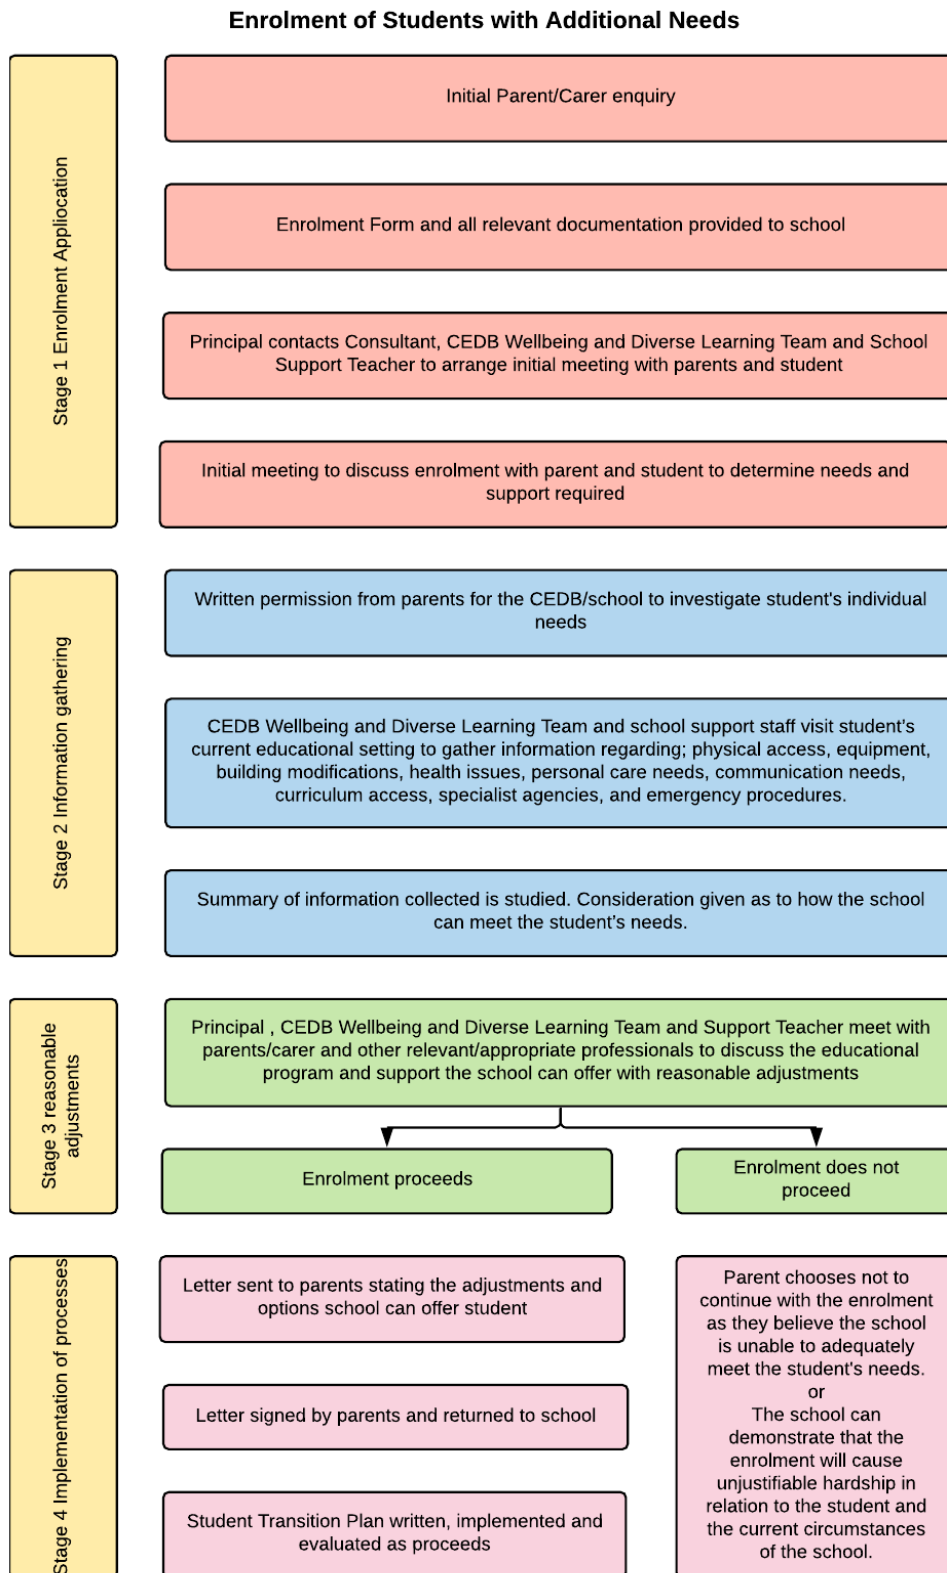 Enrolment of Students with Additional Needs
Stage 1 Enrolment Appliocation
Initial Parent/Carer enquiry
Enrolment Form and all relevant documentation provided to school
Principal contacts Consultant, CEDB Wellbeing and Diverse Learning Team and School
Support Teacher to arrange initial meeting with parents and student
Initial meeting to discuss enrolment with parent and student to determine needs and
support required
Stage 2 Information gathering
Written permission from parents for the CEDB/school to investigate student's individual
needs
CEDB Wellbeing and Diverse Learning Team and school support staff visit student’s
current educational setting to gather information regarding; physical access, equipment,
building modifications, health issues, personal care needs, communication needs,
curriculum access, specialist agencies, and emergency procedures.
Summary of information collected is studied. Consideration given as to how the school
can meet the student’s needs.
Stage 3 reasonable
adjustments
Principal , CEDB Wellbeing and Diverse Learning Team and Support Teacher meet with
parents/carer and other relevant/appropriate professionals to discuss the educational
program and support the school can offer with reasonable adjustments
Enrolment proceeds
Enrolment does not
proceed
Stage 4 Implementation of processes
Letter sent to parents stating the adjustments and
options school can offer student
Letter signed by parents and returned to school
Student Transition Plan written, implemented and
evaluated as proceeds
Parent chooses not to
continue with the enrolment
as they believe the school
is unable to adequately
meet the student's needs.
or
The school can
demonstrate that the
enrolment will cause
unjustifiable hardship in
relation to the student and
the current circumstances
of the school.